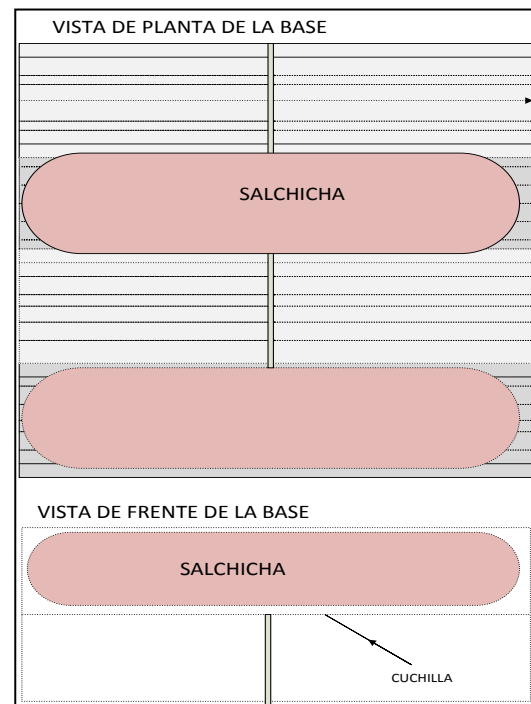 VISTA DE PLANTA DE LA BASE
SALCHICHA
VISTA DE FRENTE DE LA BASE
SALCHICHA
CUCHILLA